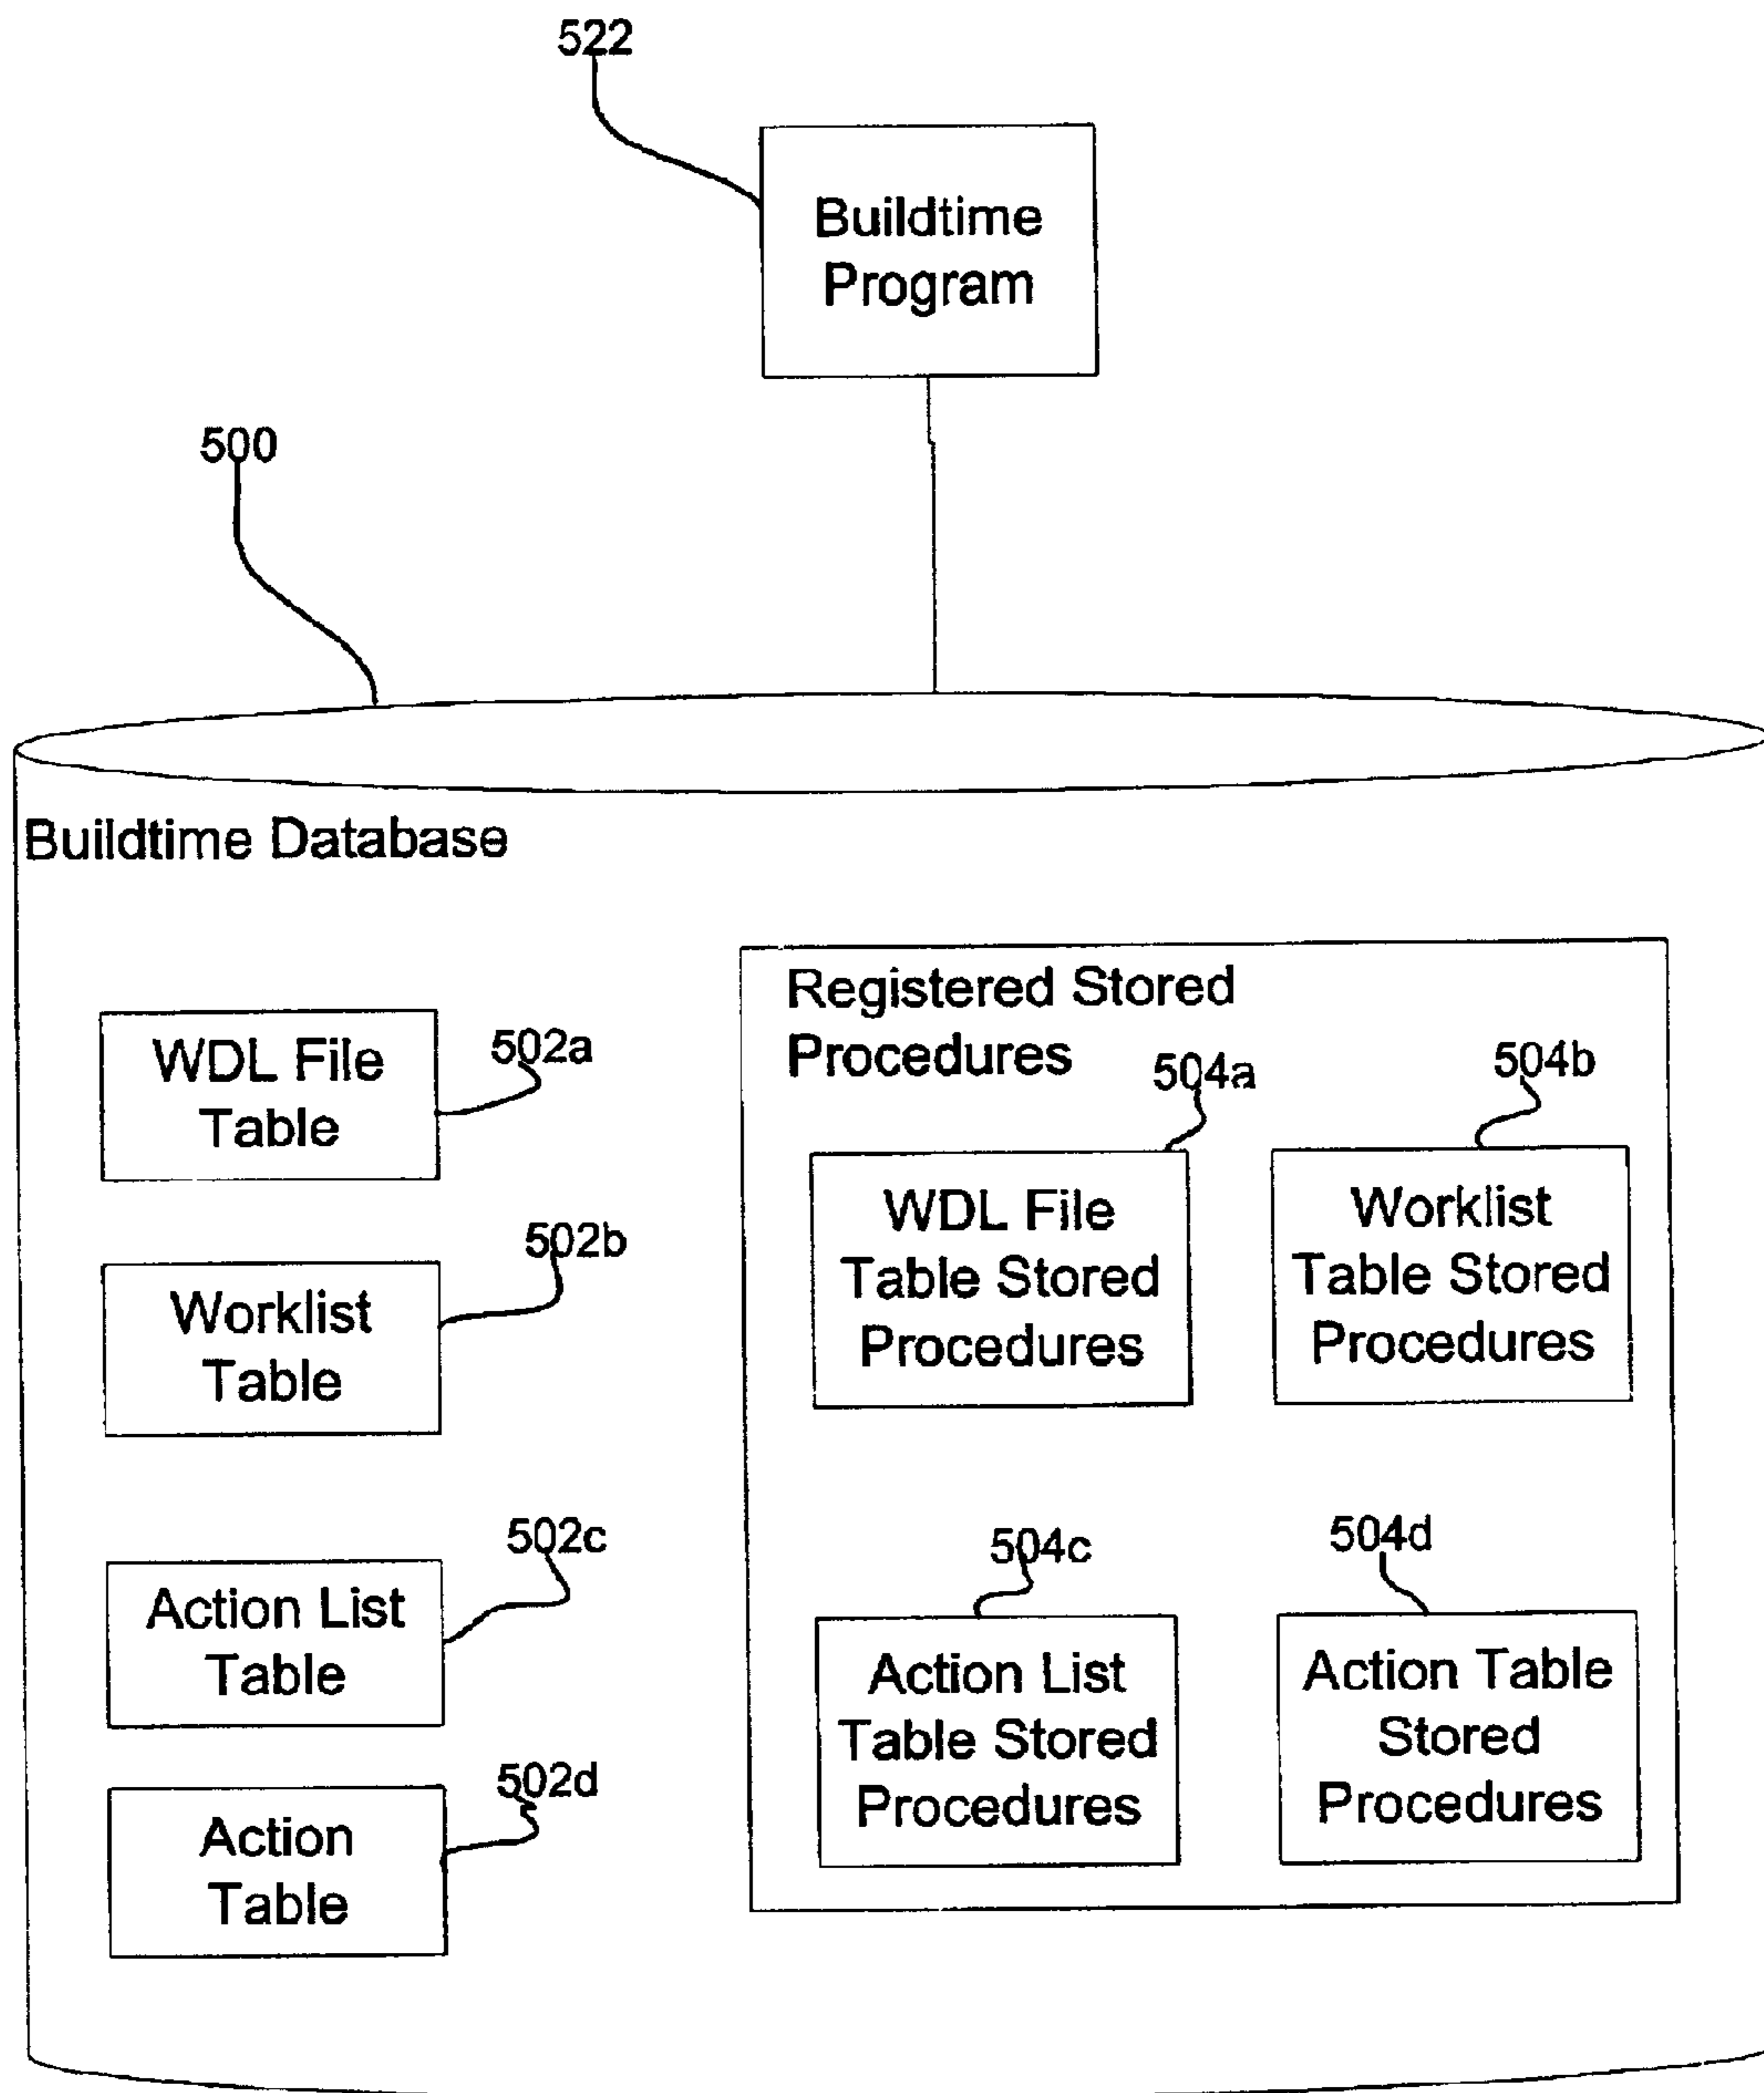 522
Buildtime
Program
500
Buildtime Database
WDL File
Table
502a
Worklist
Table
502b
Action List
Table
502c
Action
Table
502d
Registered Stored
Procedures
504a
WDL File
Table Stored
Procedures
504b
Worklist
Table Stored
Procedures
504c
Action List
Table Stored
Procedures
504d
Action Table
Stored
Procedures